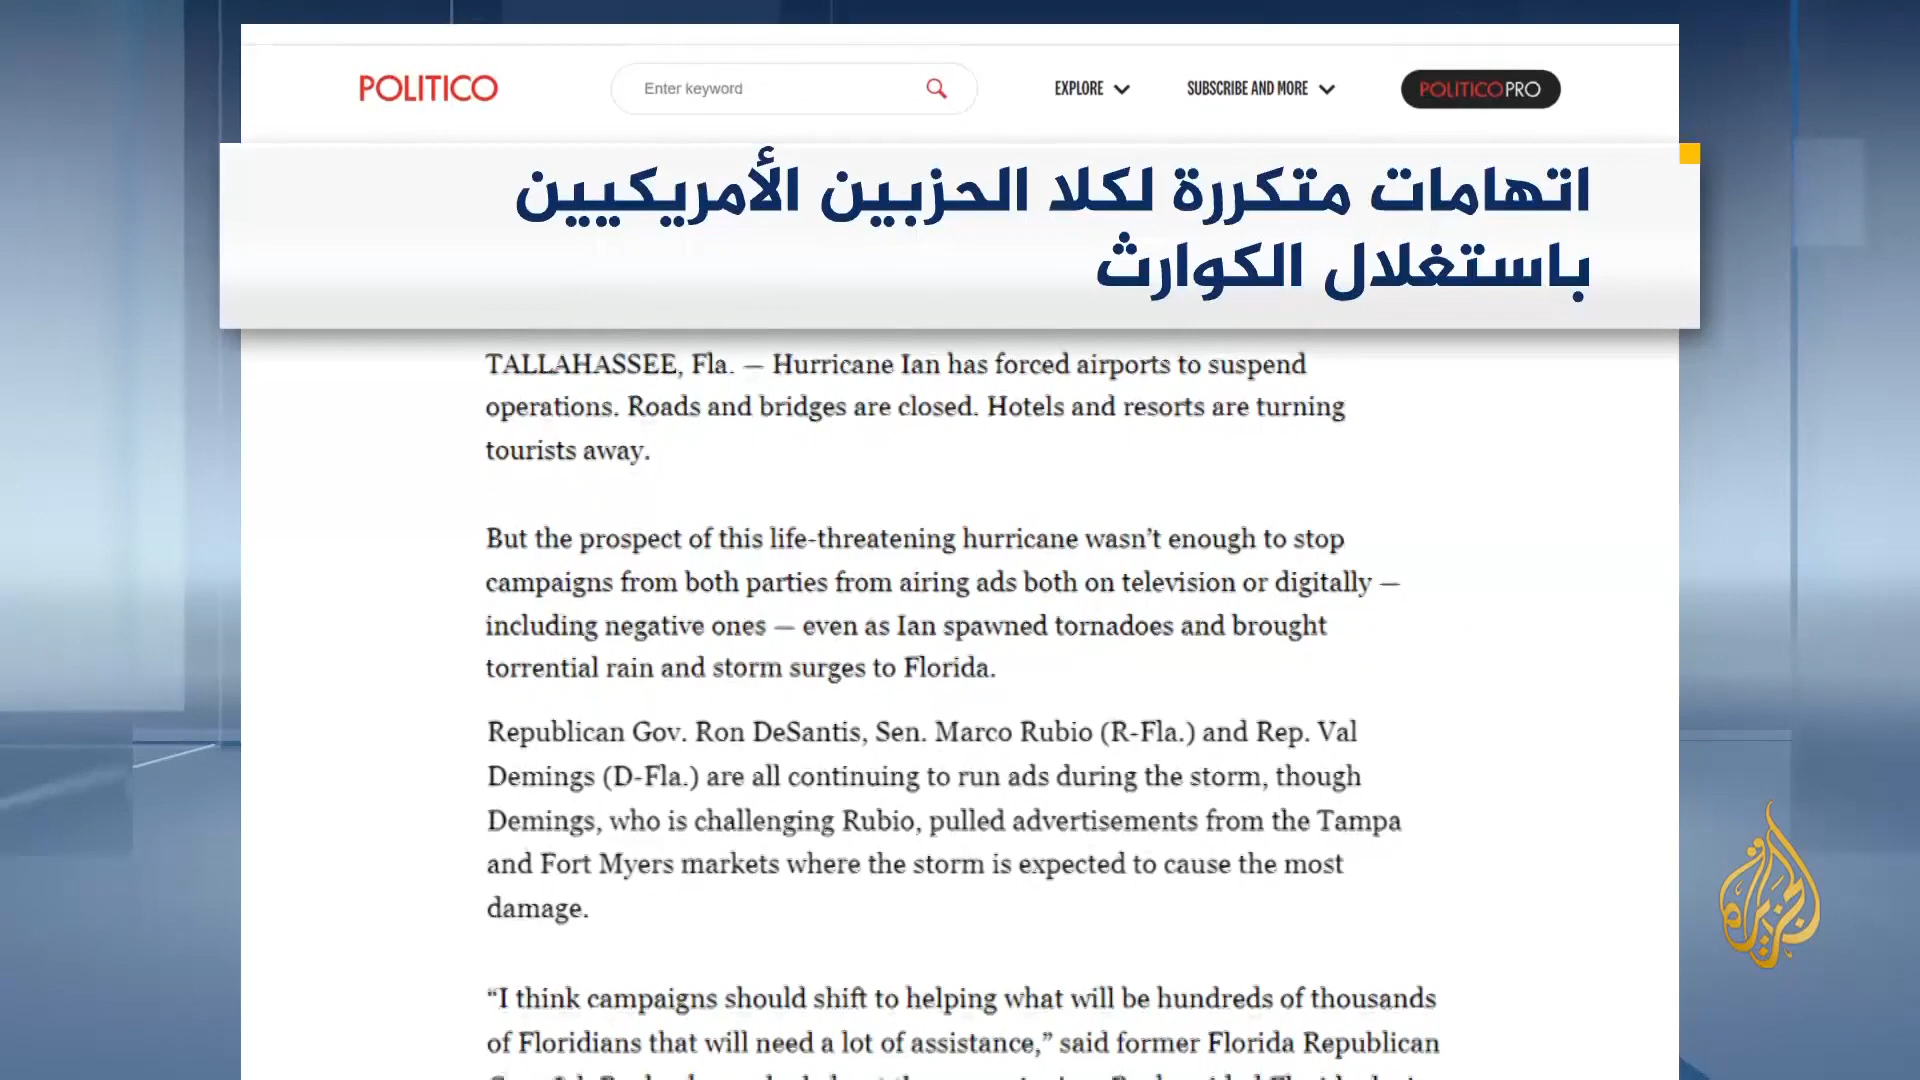 POLITICO
Enter keyword
EXPLORE
SUBSCRIBE AND MORE
POLITICOPRO
اتهامات متكررة لكلا الحزبين الأمريكيين
باستغلال الكوارث
TALLAHASSEE, Fla. — Hurricane Ian has forced airports to suspend
operations. Roads and bridges are closed. Hotels and resorts are turning
tourists away.
But the prospect of this life-threatening hurricane wasn’t enough to stop
campaigns from both parties from airing ads both on television or digitally —
including negative ones — even as Ian spawned tornadoes and brought
torrential rain and storm surges to Florida.
Republican Gov. Ron DeSantis, Sen. Marco Rubio (R-Fla.) and Rep. Val
Demings (D-Fla.) are all continuing to run ads during the storm, though
Demings, who is challenging Rubio, pulled advertisements from the Tampa
and Fort Myers markets where the storm is expected to cause the most
damage.
“I think campaigns should shift to helping what will be hundreds of thousands
of Floridians that will need a lot of assistance,” said former Florida Republican
الجزيرة